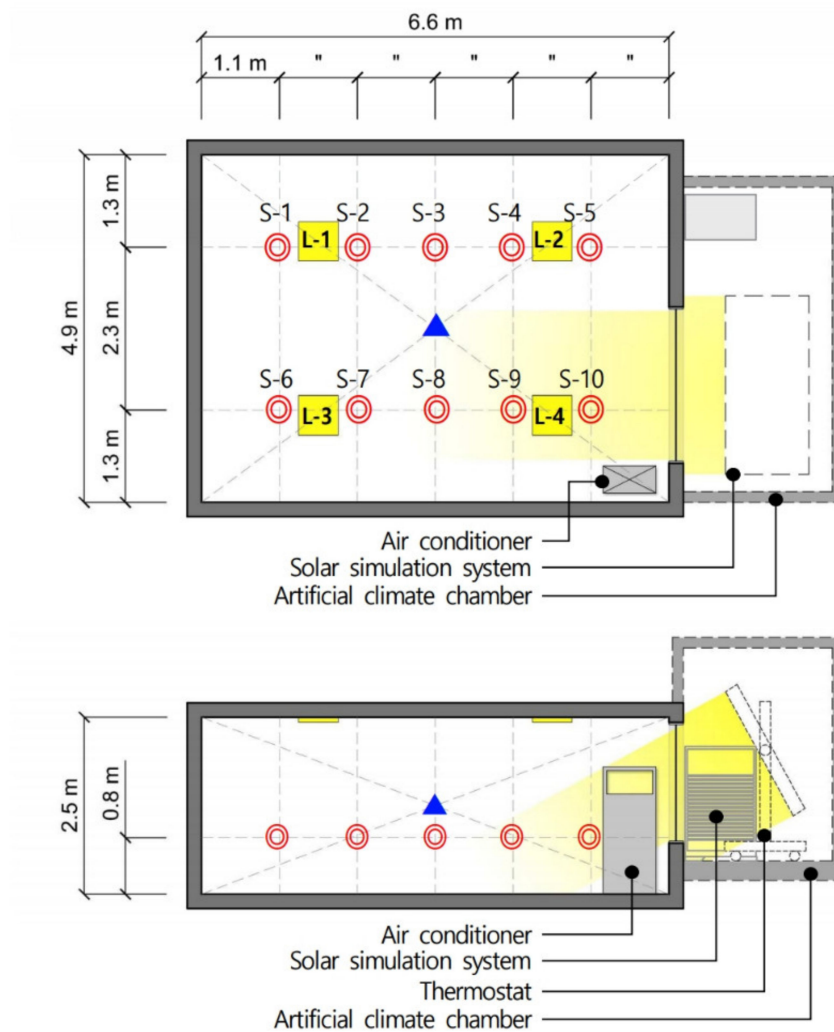 6.6 m
1.1 m " " " " "
4.9 m
1.3 m
2.3 m
1.3 m
S-1 S-2 S-3 S-4 S-5
L-1 L-2
S-6 S-7 S-8 S-9 S-10
L-3 L-4
Air conditioner
Solar simulation system
Artificial climate chamber
2.5 m
0.8 m
Air conditioner
Solar simulation system
Thermostat
Artificial climate chamber